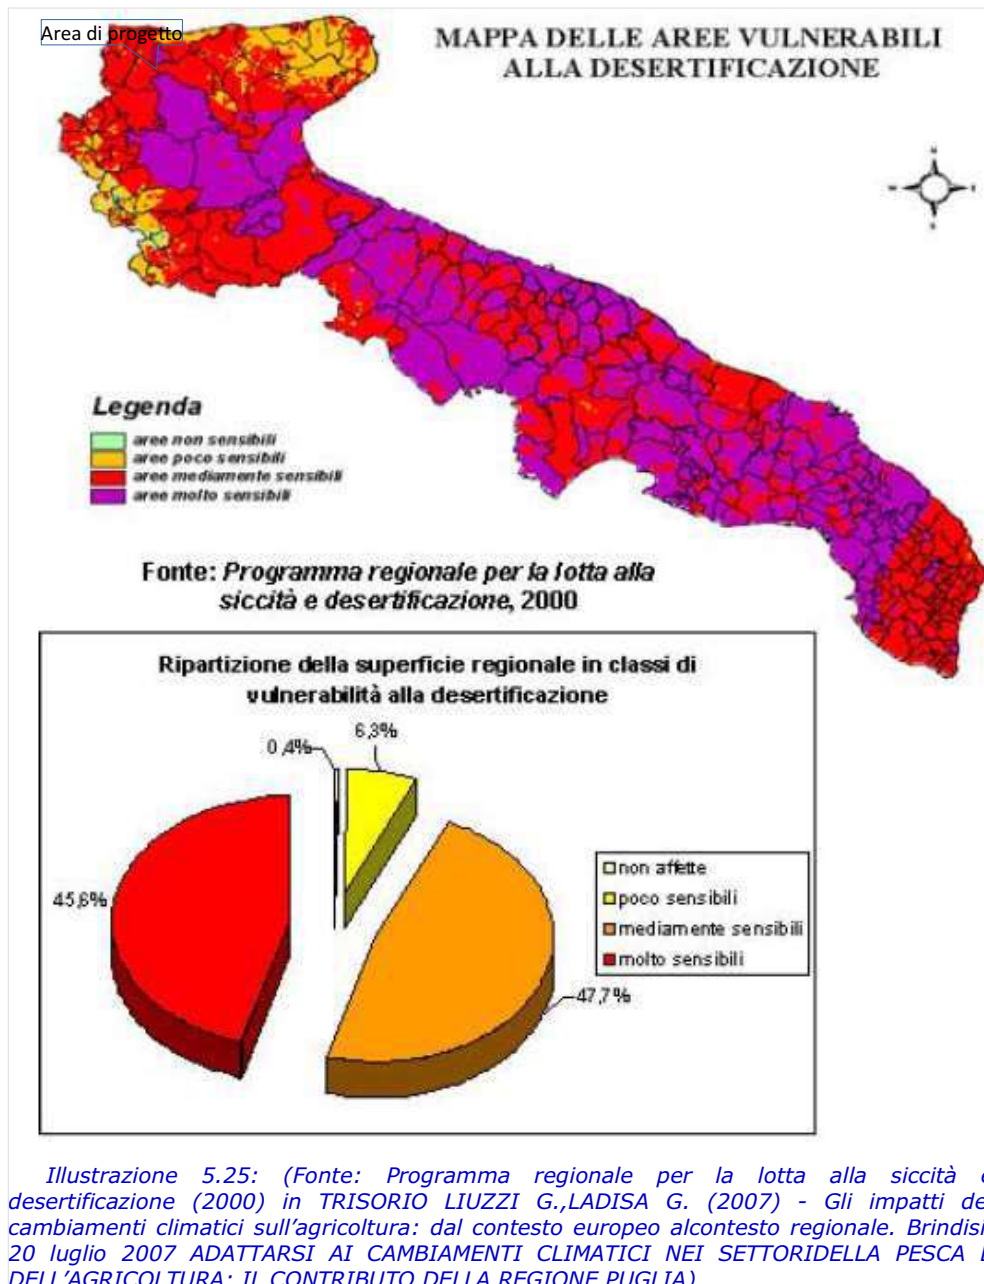 Area di progetto
MAPPA DELLE AREE VULNERABILI
ALLA DESERTIFICAZIONE
N
W
E
S
Legenda
aree non sensibili
aree poco sensibili
aree mediamente sensibili
aree molto sensibili
Fonte: Programma regionale per la lotta alla
siccità e desertificazione, 2000
Ripartizione della superficie regionale in classi di
vulnerabilità alla desertificazione
0,4%
6,3%
45,6%
47,7%
non affette
poco sensibili
mediamente sensibili
molto sensibili
Illustrazione 5.25: (Fonte: Programma regionale per la lotta alla siccità e
desertificazione (2000) in TRISORIO LIUZZI G.,LADISA G. (2007) - Gli impatti de
cambiamenti climatici sull'agricoltura: dal contesto europeo alcontesto regionale. Brindisi
20 luglio 2007 ADATTARSI AI CAMBIAMENTI CLIMATICI NEI SETTORIDELLA PESCA E
DELL'AGRICOLTURA: IL CONTRIBUTO DELLA REGIONE PUGLIA)